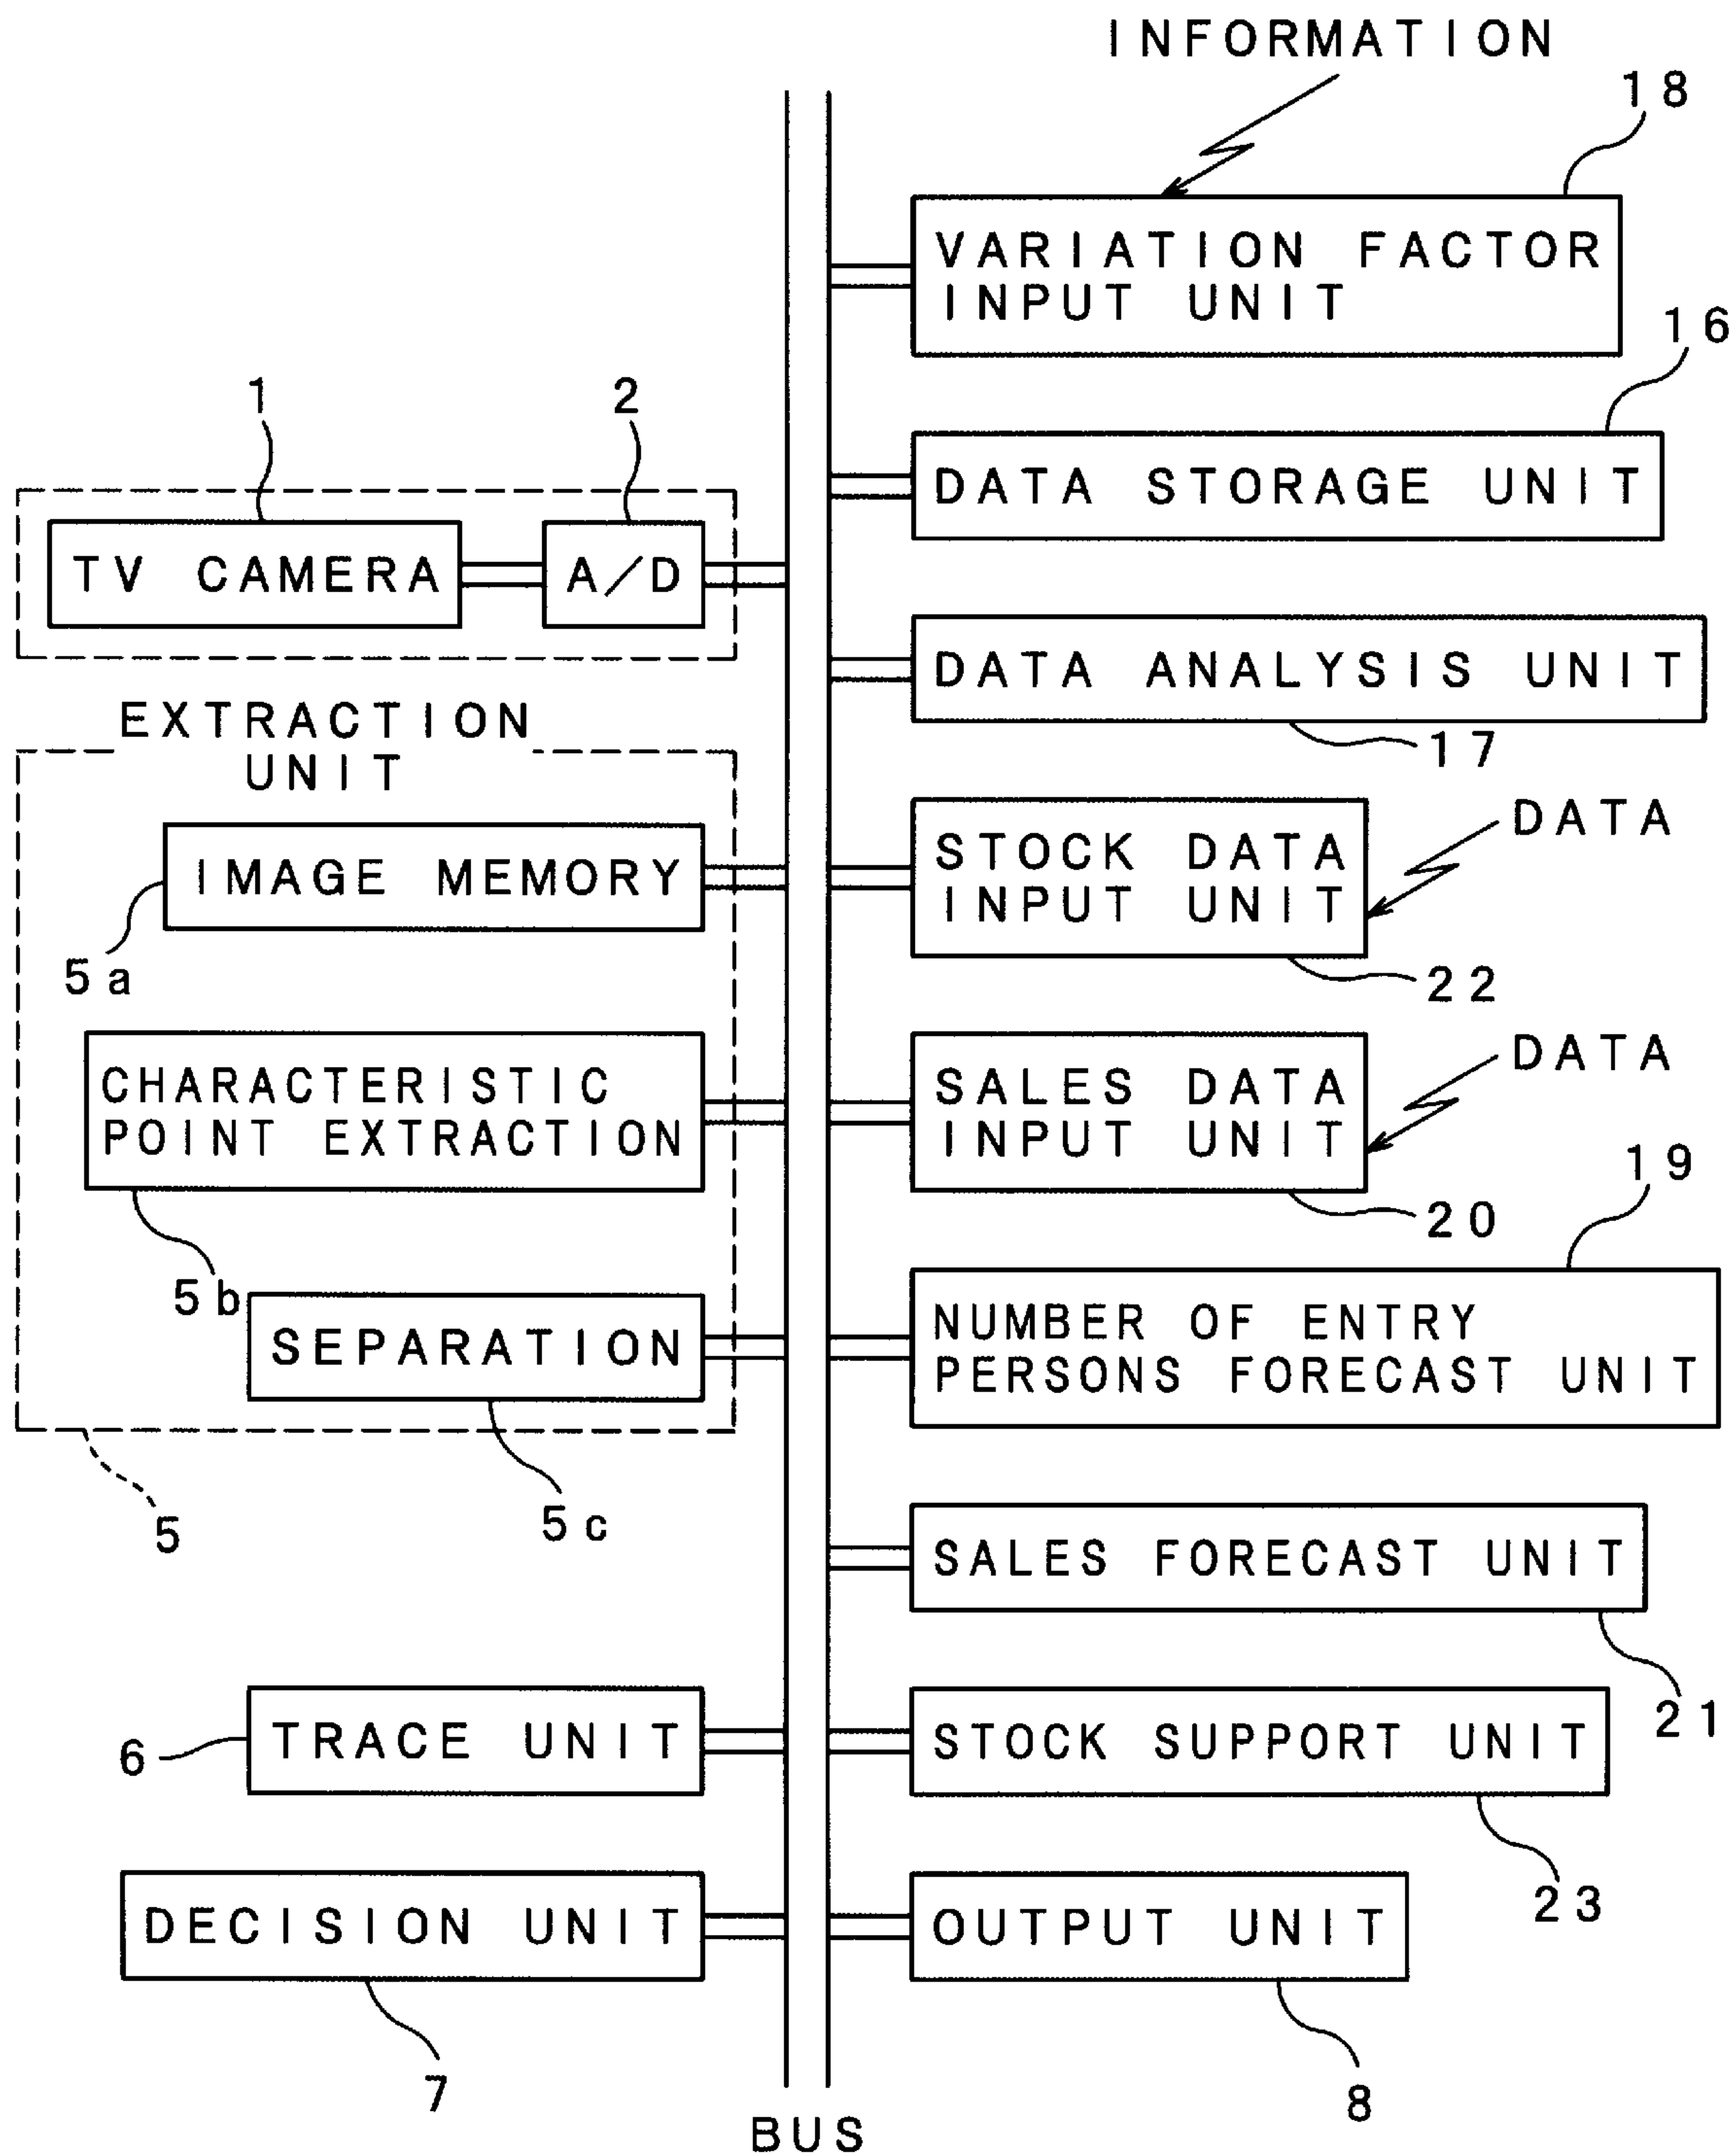 INFORMATION
18
VARIATION FACTOR
INPUT UNIT
16
DATA STORAGE UNIT
1
2
TV CAMERA
A/D
DATA ANALYSIS UNIT
17
EXTRACTION
UNIT
IMAGE MEMORY
5a
STOCK DATA
INPUT UNIT
DATA
22
CHARACTERISTIC
POINT EXTRACTION
5b
SALES DATA
INPUT UNIT
DATA
20
19
SEPARATION
5c
5
NUMBER OF ENTRY
PERSONS FORECAST UNIT
SALES FORECAST UNIT
21
6
TRACE UNIT
STOCK SUPPORT UNIT
23
DECISION UNIT
7
OUTPUT UNIT
8
BUS